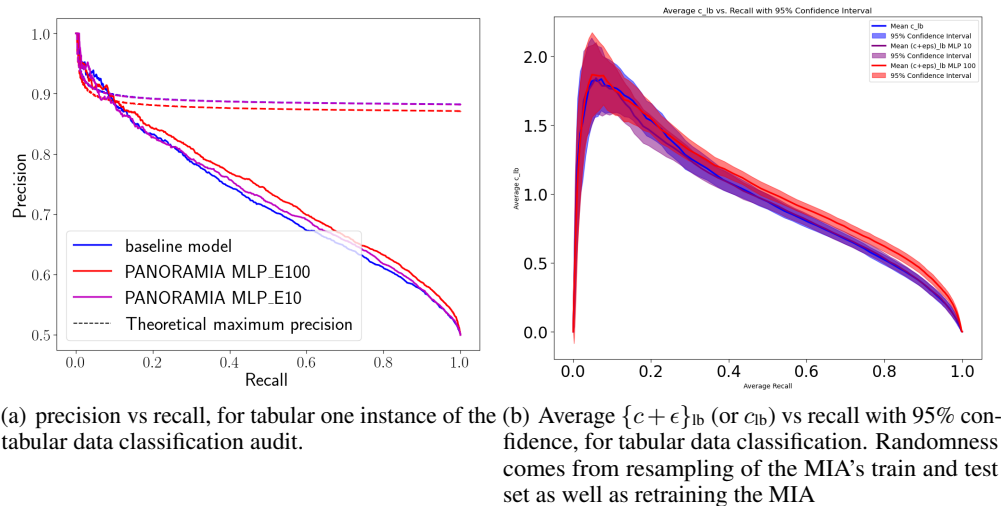 Average c_lb vs. Recall with 95% Confidence Interval
1.0
0.9
0.8
0.7
0.6
0.5
Precision
0.0 0.2 0.4 0.6 0.8 1.0
Recall
baseline model
PANORAMIA MLP_E100
PANORAMIA MLP_E10
Theoretical maximum precision
2.0
1.5
1.0
0.5
0.0
Average c_lb
0.0 0.2 0.4 0.6 0.8 1.0
Average Recall
Mean c_lb
95% Confidence Interval
Mean (c+eps)_lb MLP 10
95% Confidence Interval
Mean (c+eps)_lb MLP 100
95% Confidence Interval
(a) precision vs recall, for tabular one instance of the
tabular data classification audit.
(b) Average {c + ϵ}lb (or clb) vs recall with 95% con-
fidence, for tabular data classification. Randomness
comes from resampling of the MIA's train and test
set as well as retraining the MIA